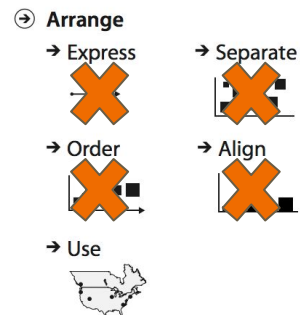 Arrange
→ Express → Separate
→ Order → Align
→ Use